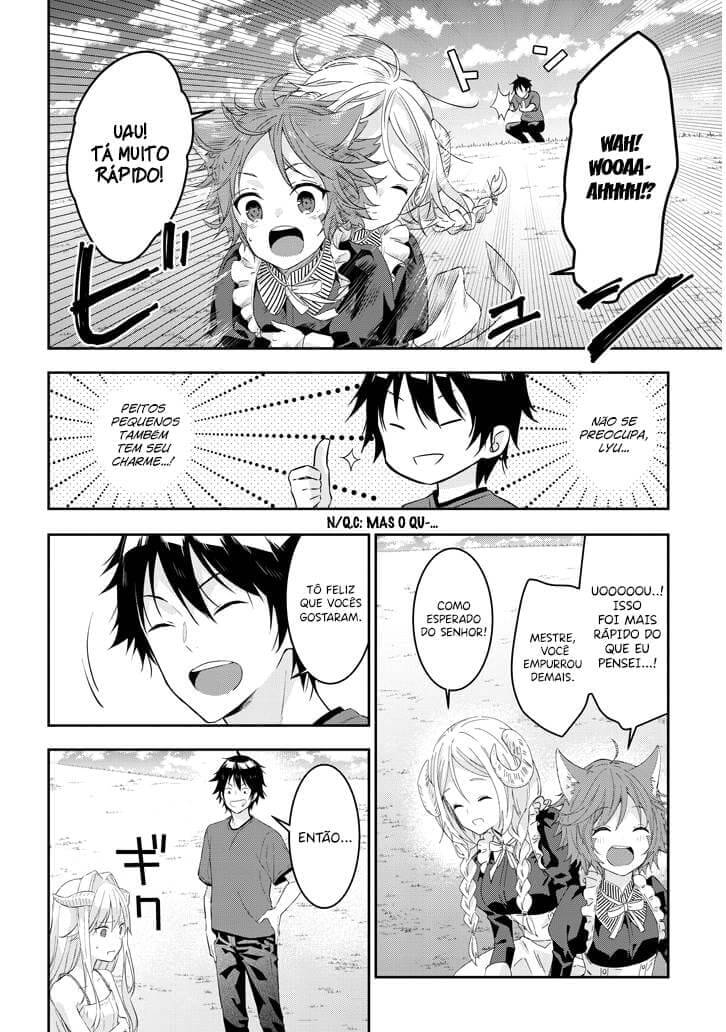 WAH!
WOOAA-
AHHHH!?
UAU!
TÁ MUITO
RÁPIDO!
ト
ン
ビュン
NÃO SE
PREOCUPA,
LYU...
PEITOS
PEQUENOS
TAMBÉM
TEM SEU
CHARME...!
N/Q.C: MAS O QU-...
UOOOOOU..!
ISSO
FOI MAIS
RÁPIDO DO
QUE EU
PENSEI...!
MESTRE,
VOCÊ
EMPURROU
DEMAIS.
COMO
ESPERADO
DO SENHOR!
TÔ FELIZ
QUE VOCÊS
GOSTARAM.
ENTÃO...
ギク